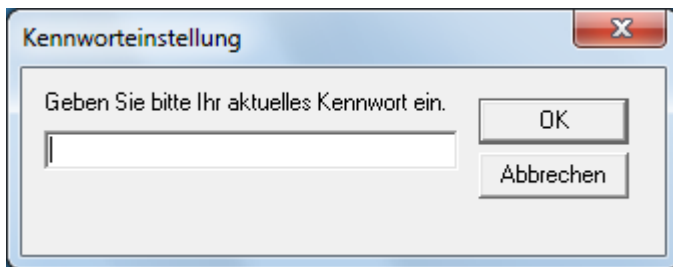 Kennworteinstellung
Geben Sie bitte Ihr aktuelles Kennwort ein.
OK
Abbrechen